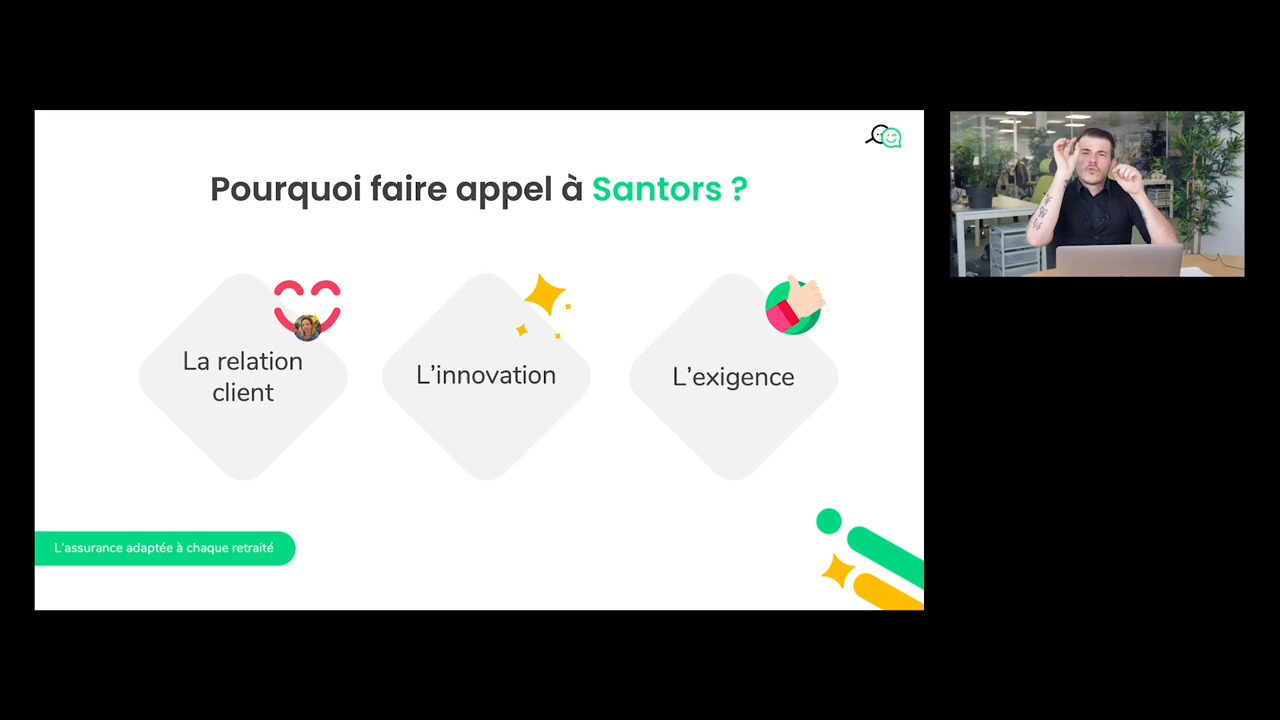 Pourquoi faire appel à Santors ?
La relation
client
L'innovation
L'exigence
L'assurance adaptée à chaque retraité